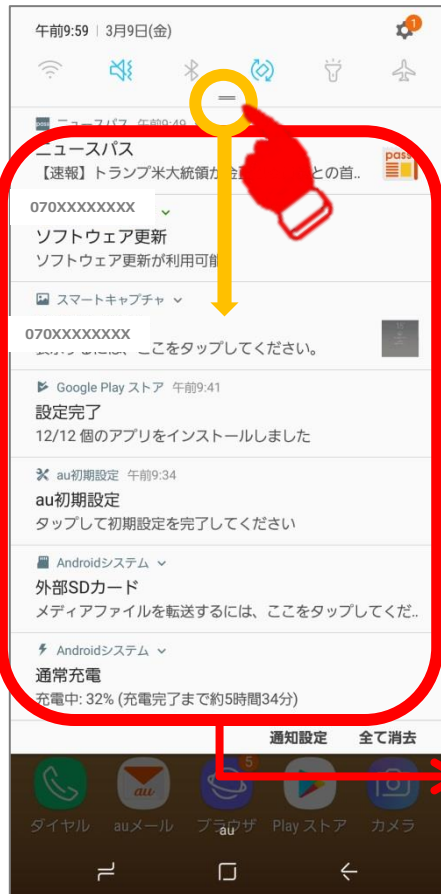 午前9:59 | 3月9日(金)
1
ニュースパス 午前9:49
ニュースパス
【速報】トランプ米大統領が
との首..
pass
070XXXXXXXX
ソフトウェア更新
ソフトウェア更新が利用可能
スマートキャプチャ
070XXXXXXXX
表示するには、ここをタップしてください。
Google Play ストア 午前9:41
設定完了
12/12 個のアプリをインストールしました
au初期設定 午前9:34
au初期設定
タップして初期設定を完了してください
Androidシステム
外部SDカード
メディアファイルを転送するには、ここをタップしてくだ..
Androidシステム
通常充電
充電中: 32% (充電完了まで約5時間34分)
通知設定 全て消去
au
5
ダイヤル auメール ブラウザ Play ストア カメラ
au